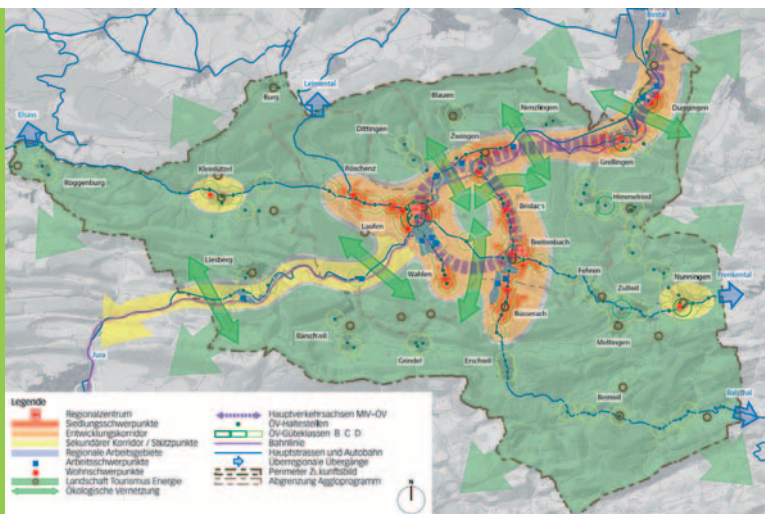 Birstal
Leimental
Burg
Blauen
Elsass
Nenzlingen
Duggingen
Dittingen
Zwingen
Kleinlützel
Röschenz
Grellingen
Roggenburg
Himmelried
Brislach
Laufen
Breitenbach
Liesberg
Wahlen
Fehren
Nunningen
Frenkental
Zullwil
Büsserach
Meltingen
Bärschwil
Jura
Grindel
Erschwil
Beinwil
Balsthal
Legende
Regionalzentrum
Siedlungsschwerpunkte
Entwicklungskorridor
Sekundärer Korridor / Stützpunkte
Regionale Arbeitsgebiete
Arbeitsschwerpunkte
Wohnschwerpunkte
Landschaft Tourismus Energie
Ökologische Vernetzung
Hauptverkehrsachsen MIV-ÖV
ÖV-Haltestellen
ÖV-Güteklassen B C D
Bahnlinie
Hauptstrassen und Autobahn
Überregionale Übergänge
Perimeter Zukunftsbild
Abgrenzung Aggloprogramm
N